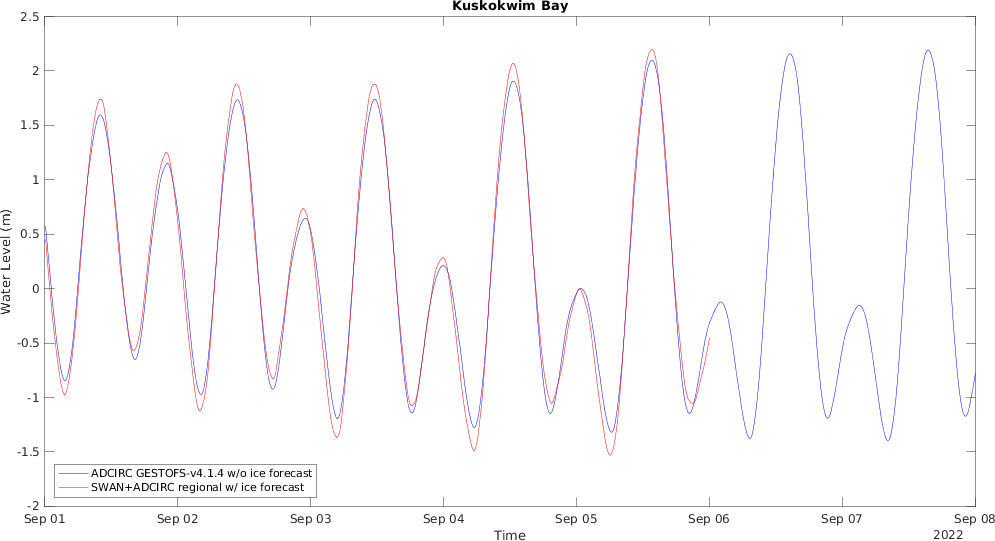 Kuskokwim Bay
Water Level (m)
2.5
2
1.5
1
0.5
0
-0.5
-1
-1.5
-2
ADCIRC GESTOFS-v4.1.4 w/o ice forecast
SWAN+ADCIRC regional w/ ice forecast
Sep 01 Sep 02 Sep 03 Sep 04 Sep 05 Sep 06 Sep 07 Sep 08
Time
2022